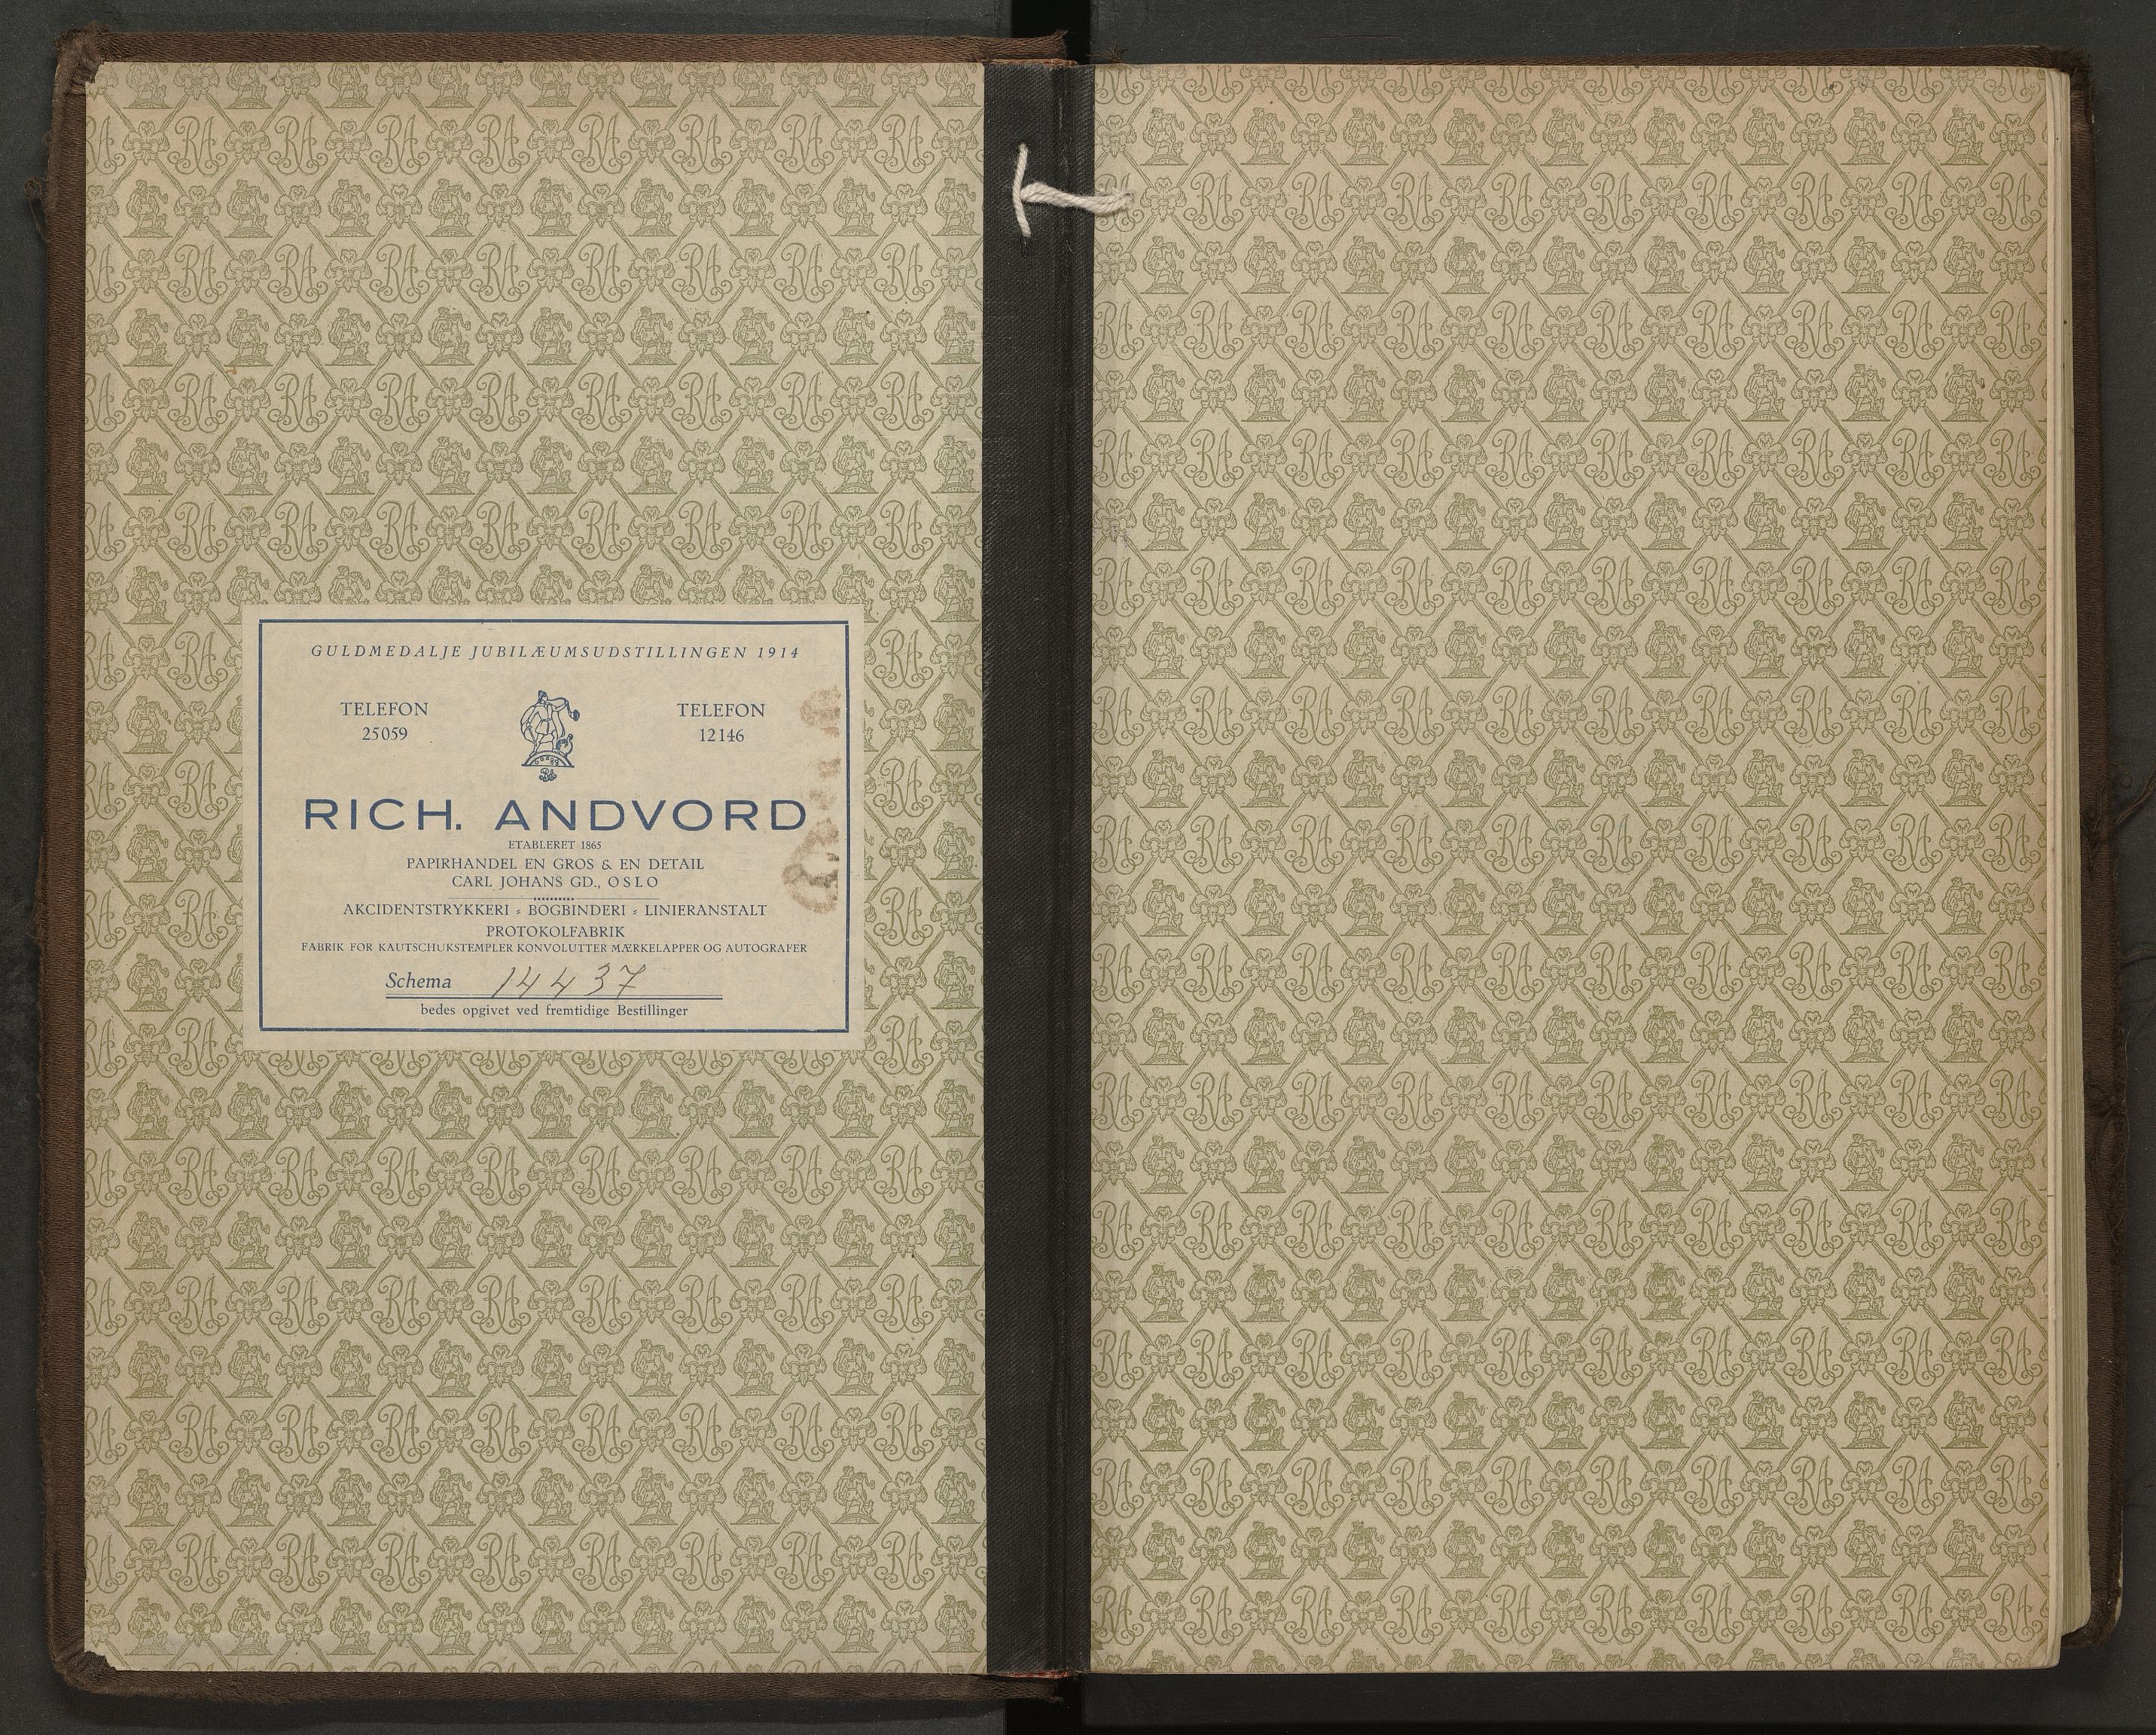 GULDMEDALJE JUBILÆUMSUDSTILLINGEN 1914
TELEFON
25059
TELEFON
12146
RICH. ANDVORD
ETABLERET 1865
PAPIRHANDEL EN GROS & EN DETAIL
CARL JOHANS GD., OSLO
AKCIDENTSTRYKKERI - BOGBINDERI - LINIERANSTALT
PROTOKOLFABRIK
FABRIK FOR KAUTSCHUKSTEMPLER KONVOLUTTER MÆRKELAPPER OG AUTOGRAFER
Schema 14437
bedes opgivet ved fremtidige Bestillinger